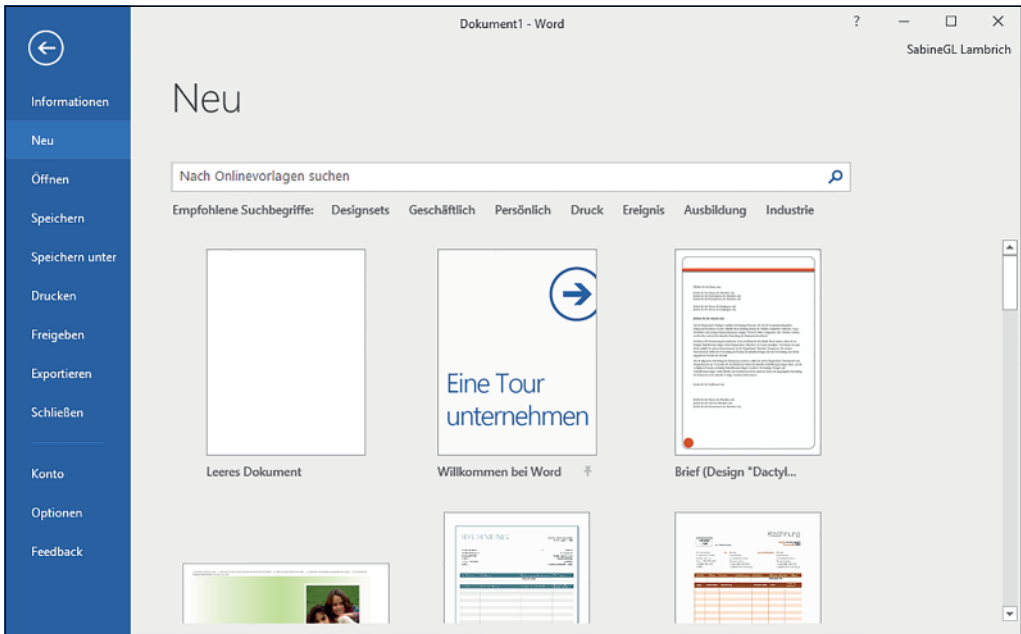 Dokument1 - Word
?
SabineGL Lambrich
Informationen
Neu
Öffnen
Speichern
Speichern unter
Drucken
Freigeben
Exportieren
Schließen
Konto
Optionen
Feedback
Neu
Nach Onlinevorlagen suchen
Empfohlene Suchbegriffe: Designsets Geschäftlich Persönlich Druck Ereignis Ausbildung Industrie
Eine Tour
unternehmen
Leeres Dokument
Willkommen bei Word
Brief (Design "Dactyl...
RECHNUNG
Rechnung